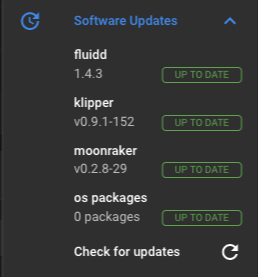 Software Updates
fluidd
1.4.3 UP TO DATE
klipper
v0.9.1-152 UP TO DATE
moonraker
v0.2.8-29 UP TO DATE
os packages
0 packages UP TO DATE
Check for updates